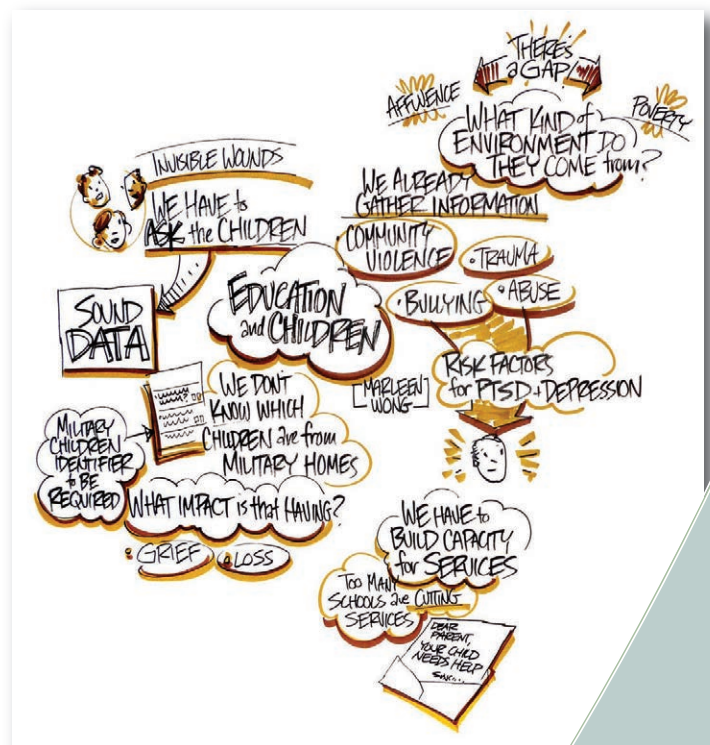 THERE'S
a GAP!
AFFLUENCE
POVERTY
WHAT KIND of
ENVIRONMENT DO
THEY COME from?
INVISIBLE WOUNDS
WE HAVE to
ASK the CHILDREN
SOUND
DATA
EDUCATION
and CHILDREN
WE ALREADY
GATHER INFORMATION
COMMUNITY
VIOLENCE
• TRAUMA
• BULLYING
• ABUSE
RISK FACTORS
for PTSD + DEPRESSION
[MARLEEN
WONG]
WE DON'T
KNOW WHICH
CHILDREN are from
MILITARY HOMES
MILITARY
CHILDREN
IDENTIFIER
to BE
REQUIRED
WHAT IMPACT is that HAVING?
• GRIEF
• LOSS
WE HAVE to
BUILD CAPACITY
for SERVICES
TOO MANY
SCHOOLS are CUTTING
SERVICES
DEAR
PARENT,
YOUR CHILD
NEEDS HELP